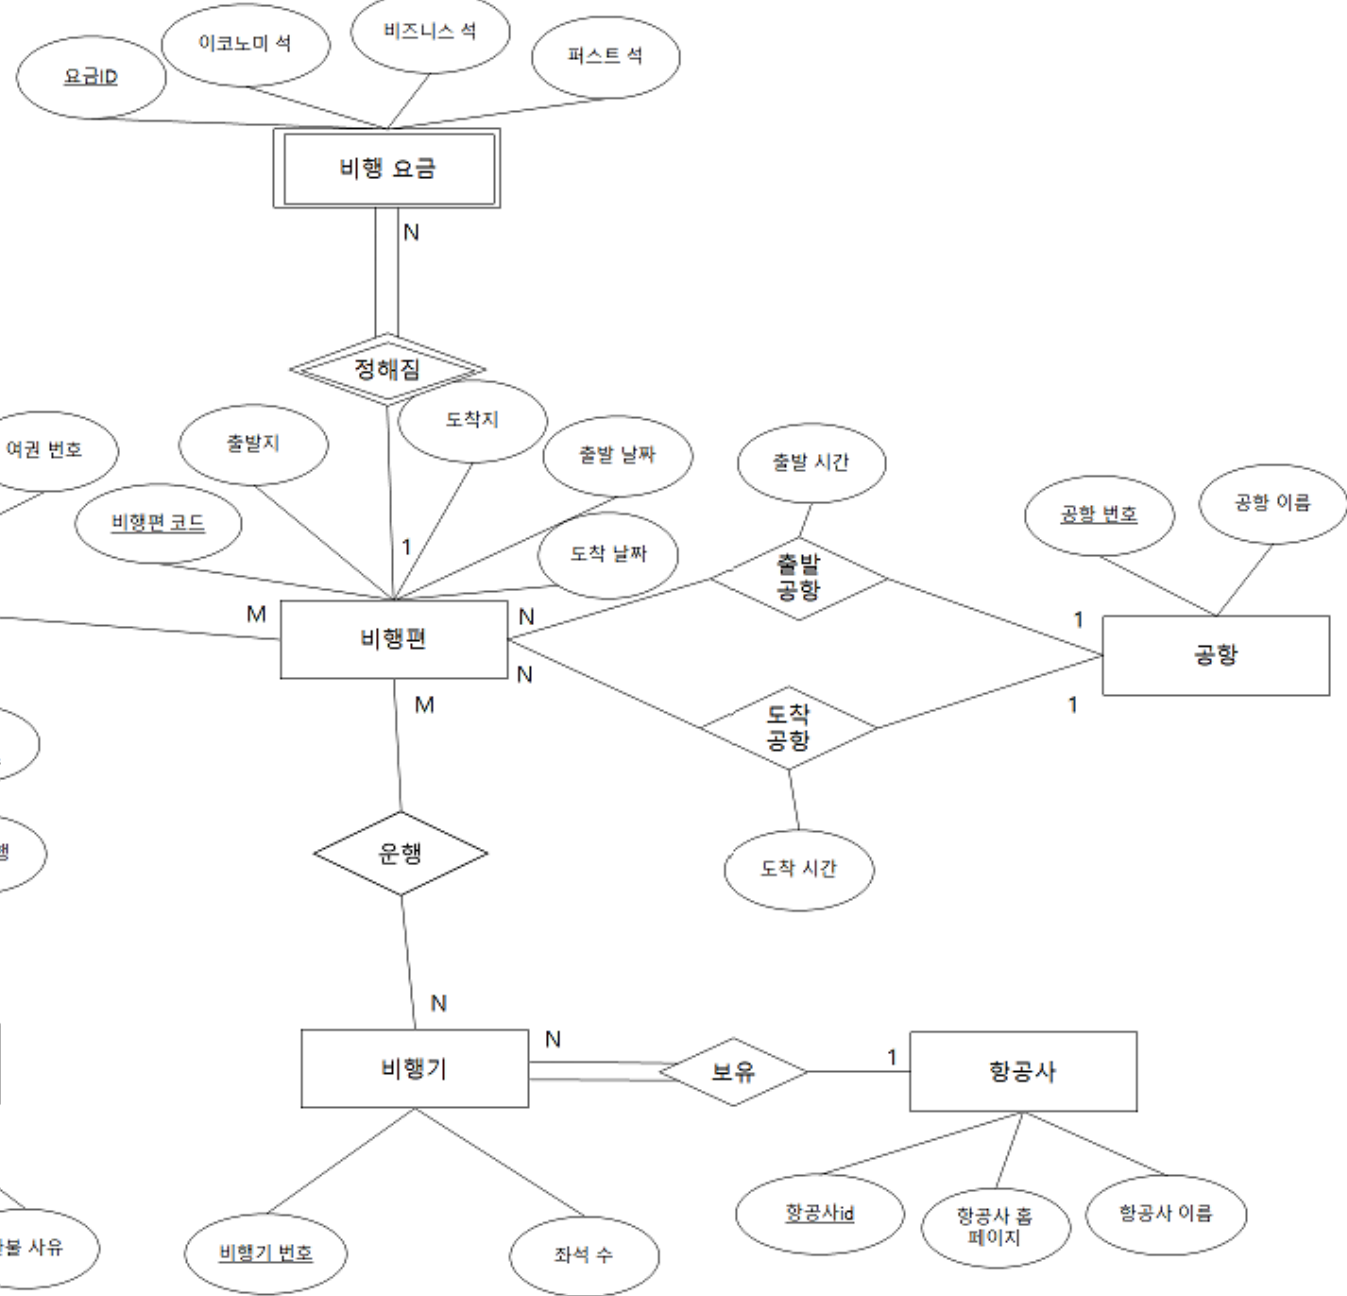 요금ID
이코노미 석
비즈니스 석
퍼스트 석
비행 요금
N
정해짐
여권 번호
출발지
도착지
출발 날짜
출발 시간
비행편 코드
1
도착 날짜
공항 번호
공항 이름
출발
공항
M
비행편
N
N
1
공항
1
M
도착
공항
운행
행
도착 시간
N
비행기
N
보유
1
항공사
비행기 번호
좌석 수
항공사id
항공사 홈
페이지
항공사 이름
불 사유